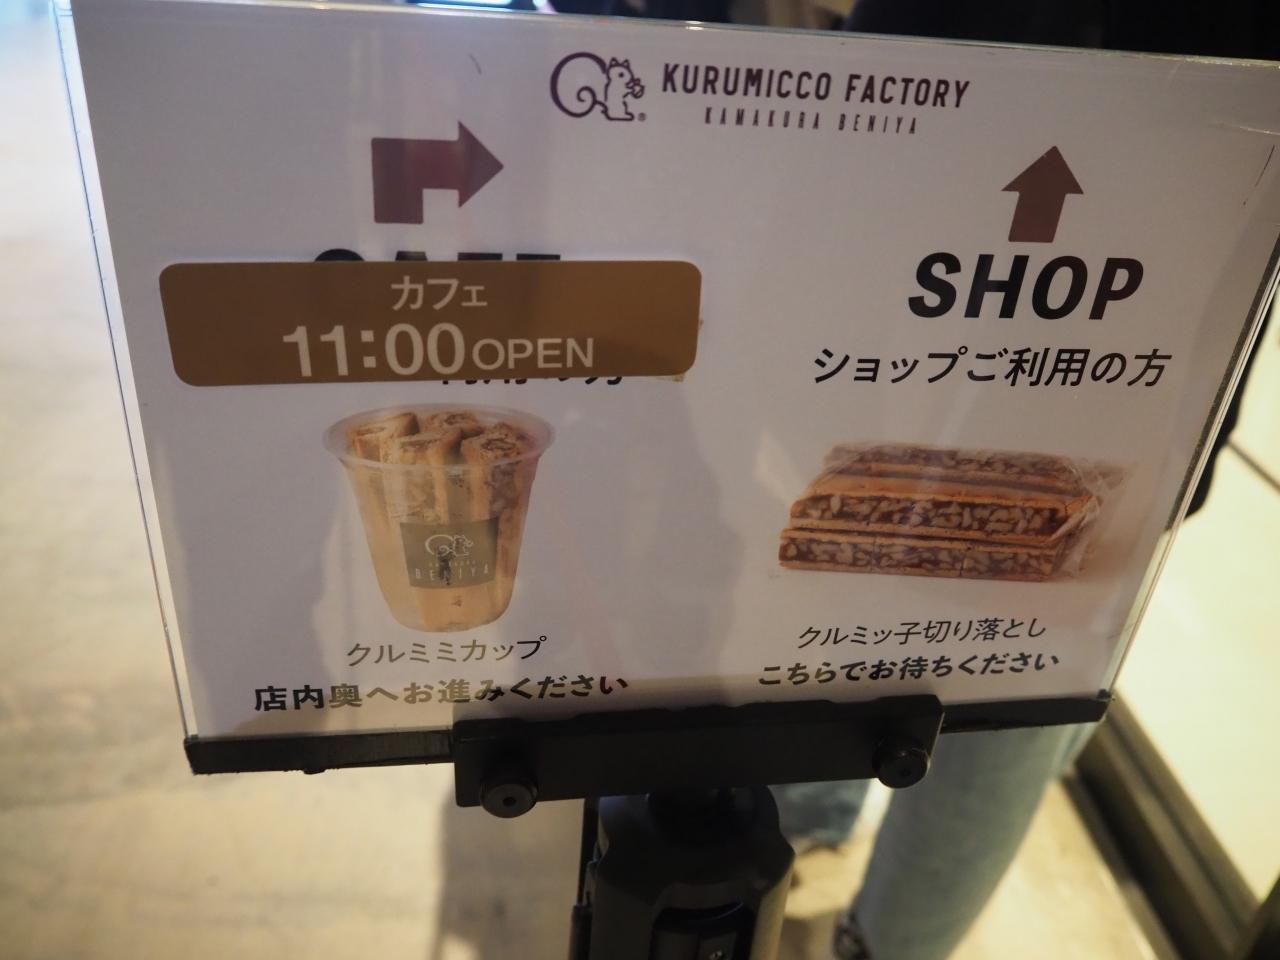 KURUMICCO FACTORY
KAMAKURA BENIYA
カフェ
11:00 OPEN
クルミミカップ
店内奥へお進みください
SHOP
ショップご利用の方
クルミッ子切り落とし
こちらでお待ちください
BENIYA